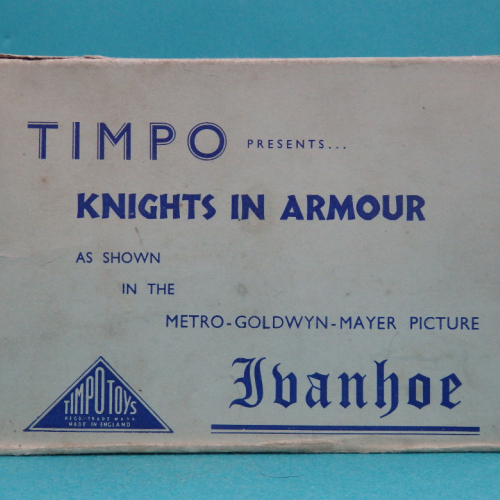 TIMPO PRESENTS...
KNIGHTS IN ARMOUR
AS SHOWN
IN THE
METRO-GOLDWYN-MAYER PICTURE
Ivanhoe
TIMPO TOYS
REGD. TRADE MARK
MADE IN ENGLAND